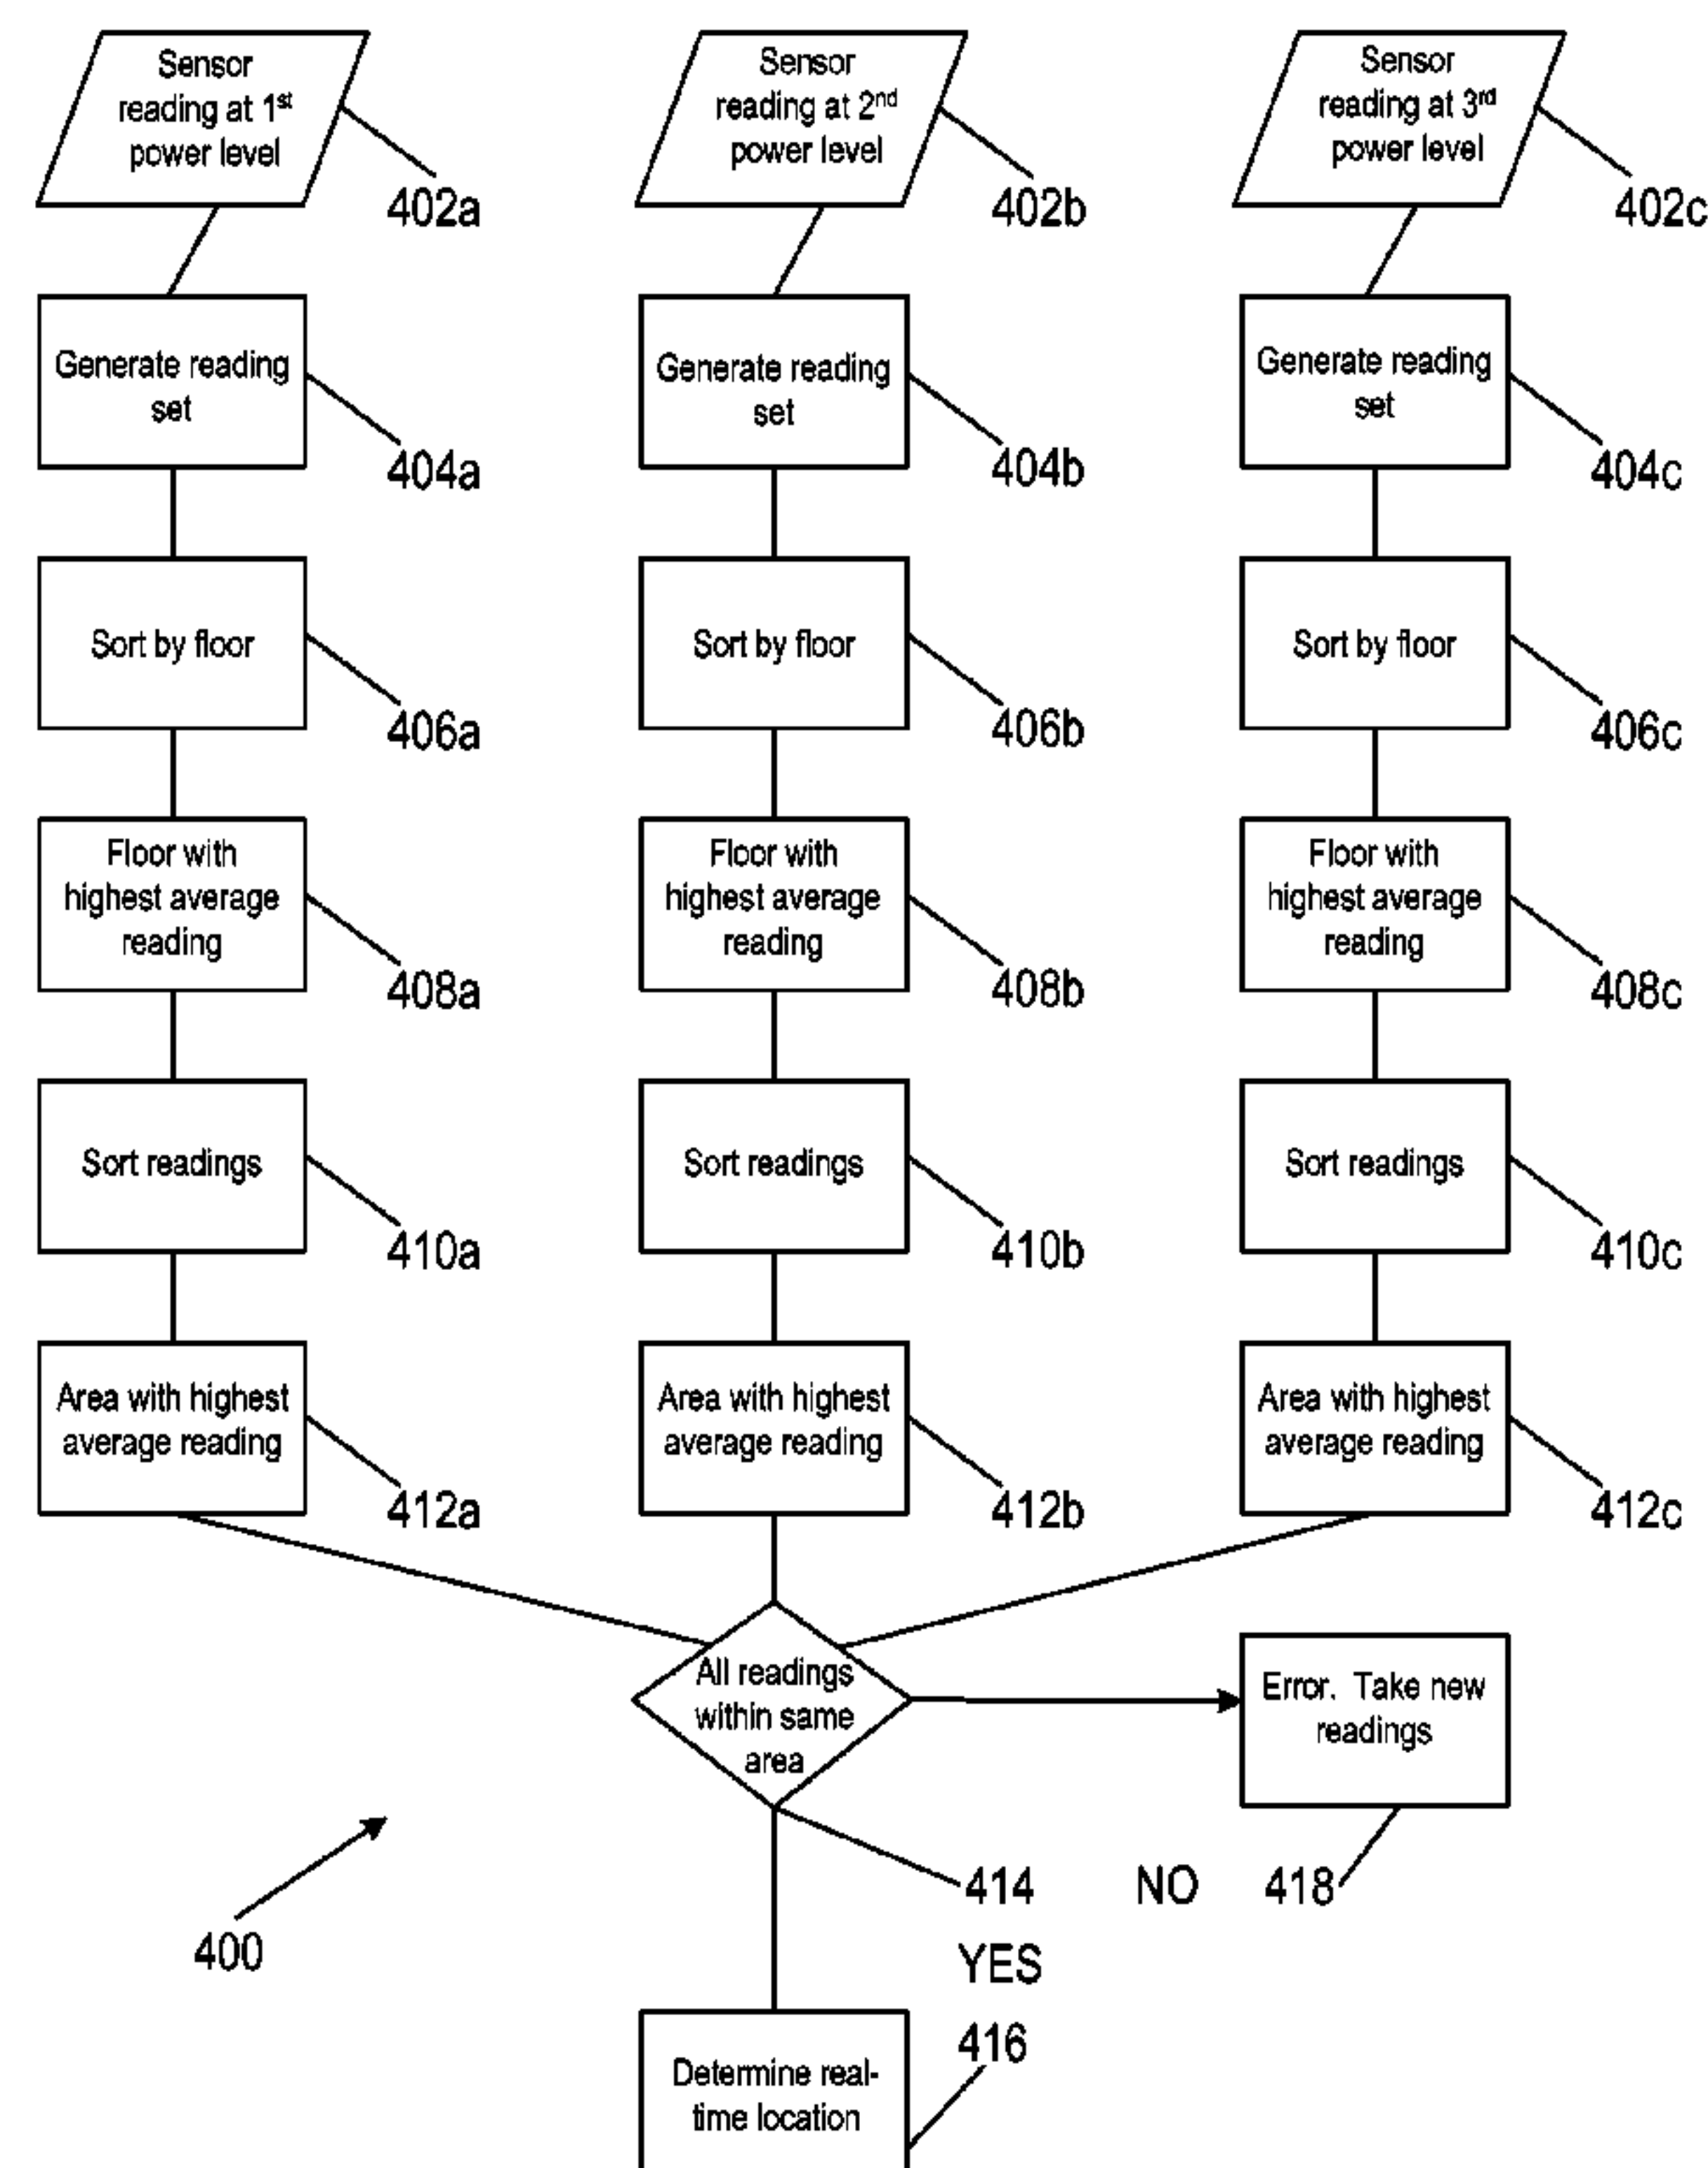 Sensor
reading at 1st
power level
402a
Sensor
reading at 2nd
power level
402b
Sensor
reading at 3rd
power level
402c
Generate reading
set
404a
Generate reading
set
404b
Generate reading
set
404c
Sort by floor
406a
Sort by floor
406b
Sort by floor
406c
Floor with
highest average
reading
408a
Floor with
highest average
reading
408b
Floor with
highest average
reading
408c
Sort readings
410a
Sort readings
410b
Sort readings
410c
Area with highest
average reading
412a
Area with highest
average reading
412b
Area with highest
average reading
412c
All readings
within same
area
Error. Take new
readings
414
NO
418
400
YES
416
Determine real-
time location